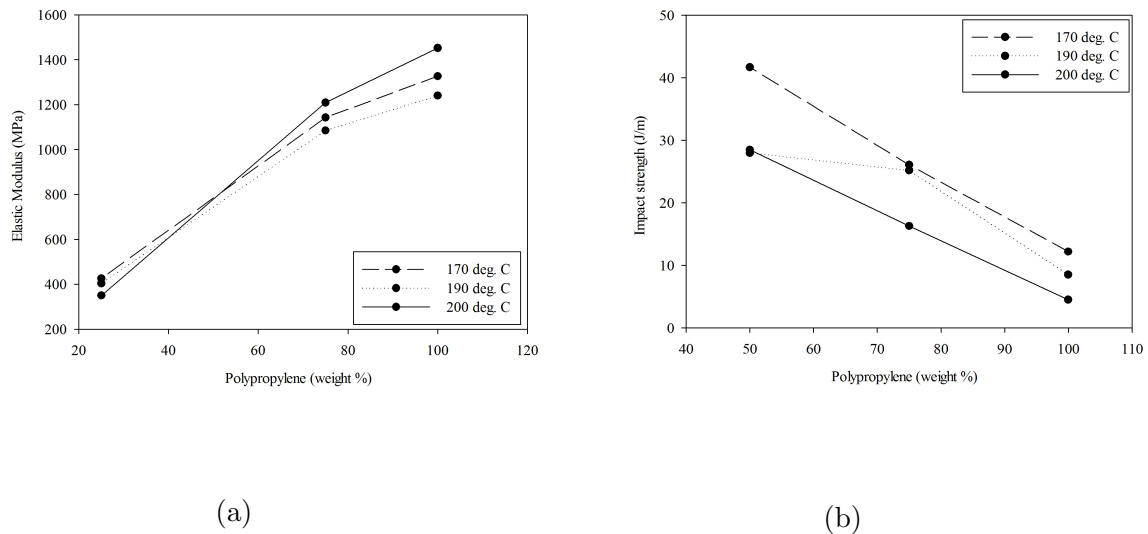 1600
1400
1200
1000
800
600
400
200
20 40 60 80 100 120
Elastic Modulus (MPa)
Polypropylene (weight %)
170 deg. C
190 deg. C
200 deg. C
(a)
50
40
30
20
10
0
40 50 60 70 80 90 100 110
Impact strength (J/m)
Polypropylene (weight %)
170 deg. C
190 deg. C
200 deg. C
(b)